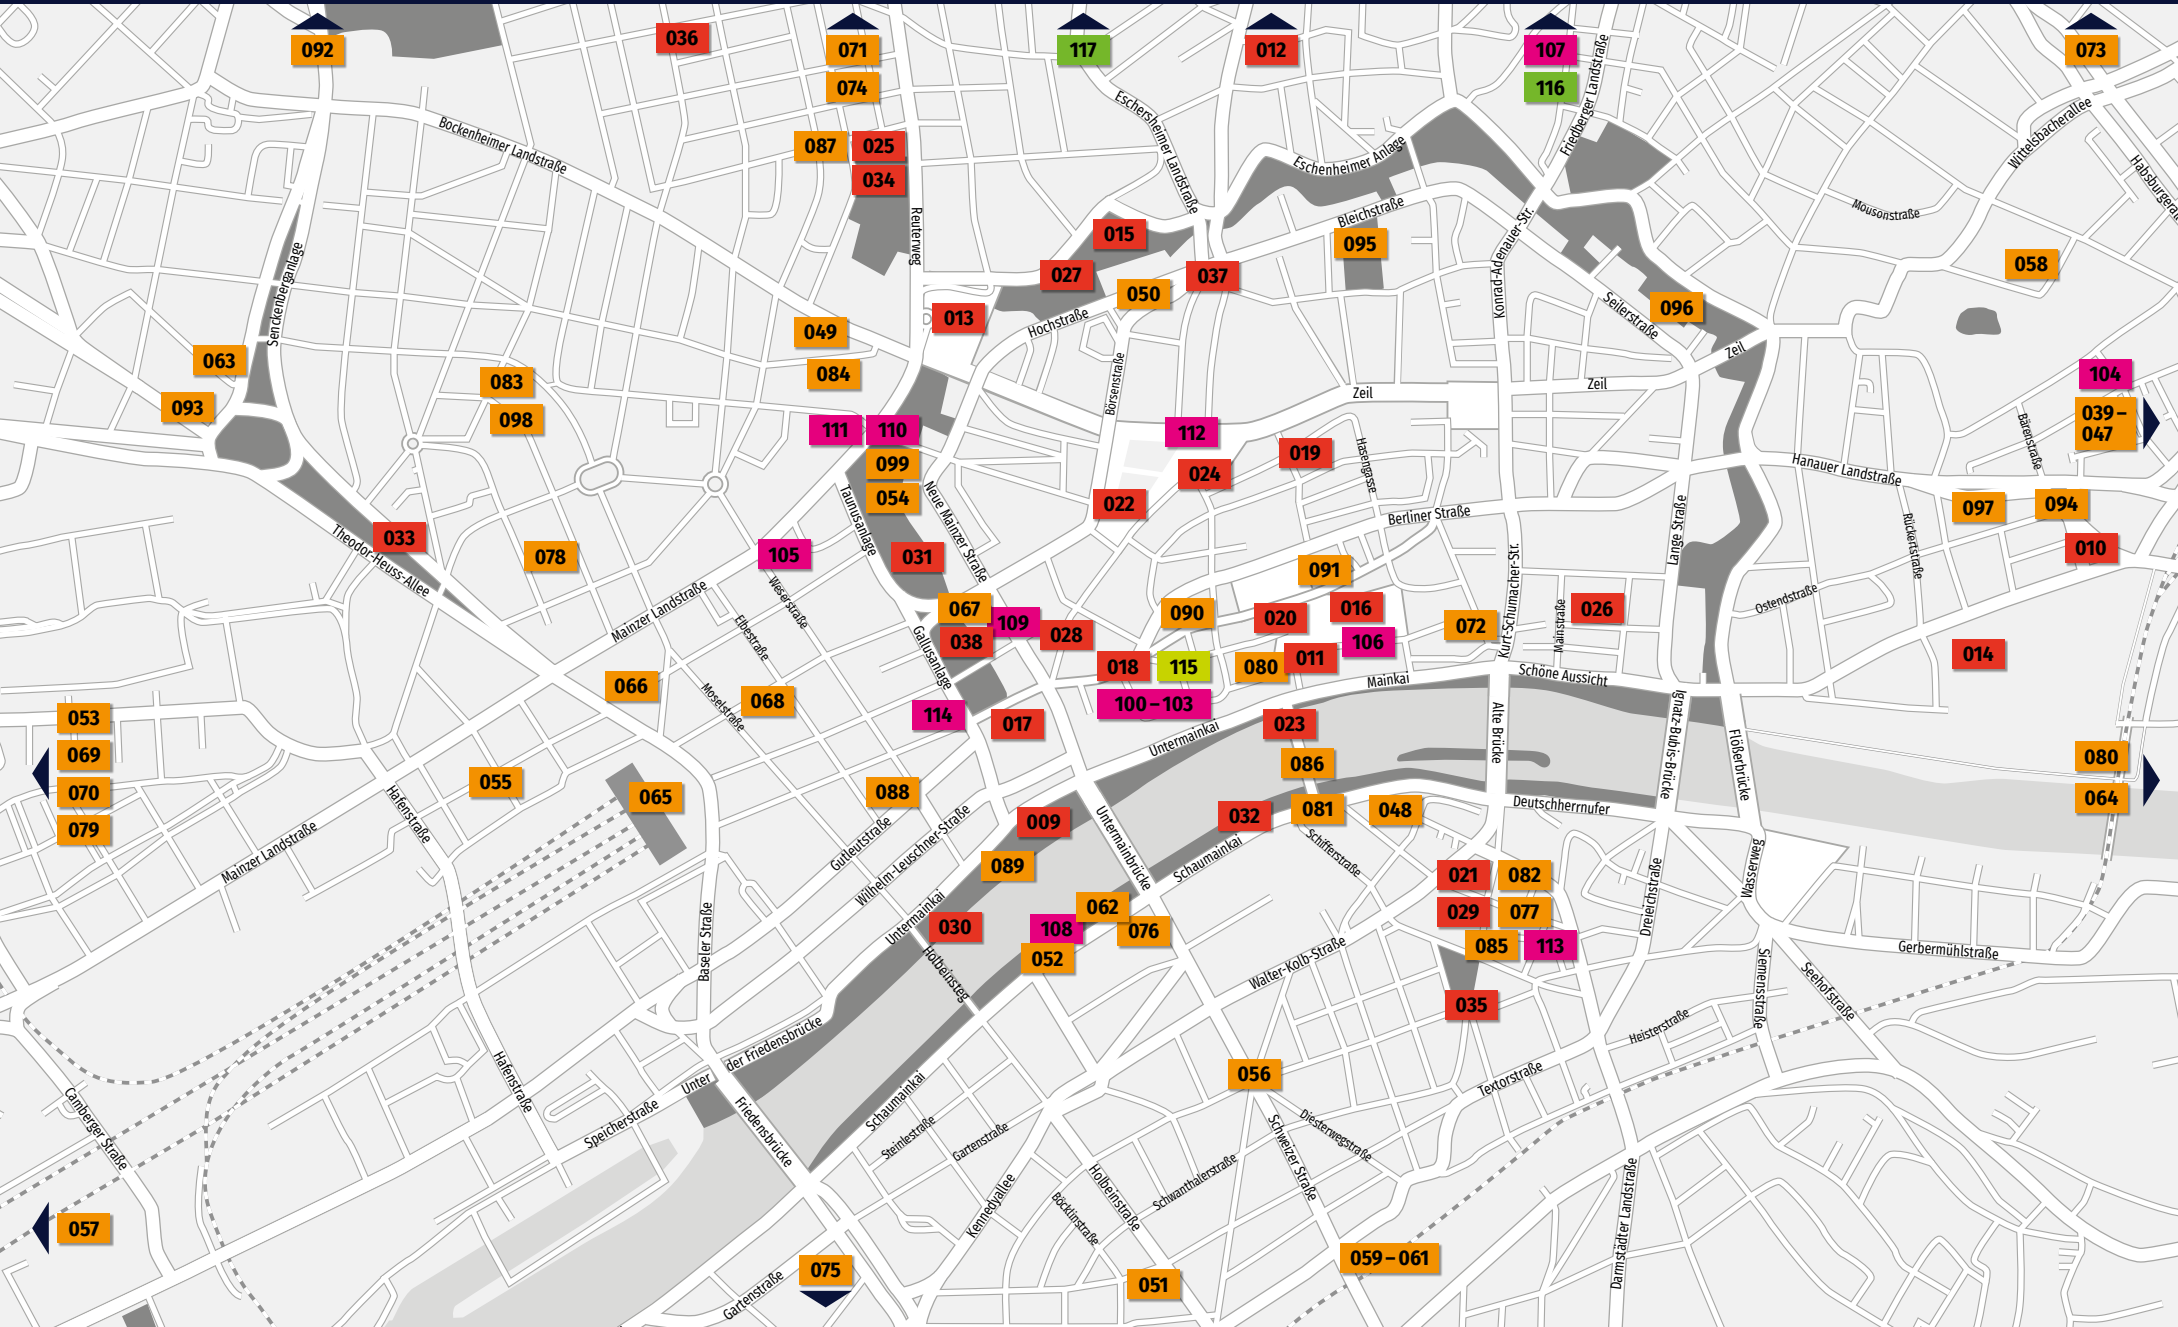 092
036
071
074
117
012
107
116
073
Friedberger Landstraße
Eschersheimer Landstraße
Wittelsbacherallee
Bockenheimer Landstraße
087
025
034
Eschenheimer Anlage
Mousonstraße
Bleichstraße
Reuterweg
015
095
058
Konrad-Adenauer-Str.
027
037
050
Senckenberganlage
013
Hochstraße
096
Seilerstraße
049
Zeil
063
084
083
093
098
Börsenstraße
Zeil
Zeil
104
039 –
047
111
110
112
Bärenstraße
019
Hasengasse
099
024
Hanauer Landstraße
054
022
Taunusanlage
Neue Mainzer Straße
Berliner Straße
Lange Straße
097
094
033
Theodor-Heuss-Allee
078
105
031
010
Rückertstraße
091
Kurt-Schumacher-Str.
Mainzer Landstraße
Weserstraße
Elbestraße
067
109
090
020
016
072
Mainstraße
026
Ostendstraße
038
028
106
Gallusanlage
018
115
080
011
014
066
Moselstraße
068
Mainkai
Schöne Aussicht
053
114
017
100 – 103
Untermainkai
023
Alte Brücke
Ignatz-Bubis-Brücke
Flößerbrücke
069
086
080
070
055
065
088
064
079
Hafenstraße
Mainzer Landstraße
Gutleutstraße
Wilhelm-Leuschner-Straße
009
Untermainbrücke
032
081
048
Deutschherrnufer
089
Schaumainkai
Schifferstraße
021
082
Dreieichstraße
Wasserweg
Untermainkai
030
062
029
077
Baseler Straße
108
076
085
113
052
Holbeinsteg
Walter-Kolb-Straße
Gerbermühlstraße
Siemensstraße
Seehofstraße
035
Unter der Friedensbrücke
Hafenstraße
Heisterstraße
056
Textorstraße
Camberger Straße
Speicherstraße
Friedensbrücke
Schaumainkai
Steinlestraße
Gartenstraße
Diesterwegstraße
Schweizer Straße
Schwanthalerstraße
Holbeinstraße
Kennedyallee
Böcklinstraße
Darmstädter Landstraße
057
075
Gartenstraße
051
059 – 061